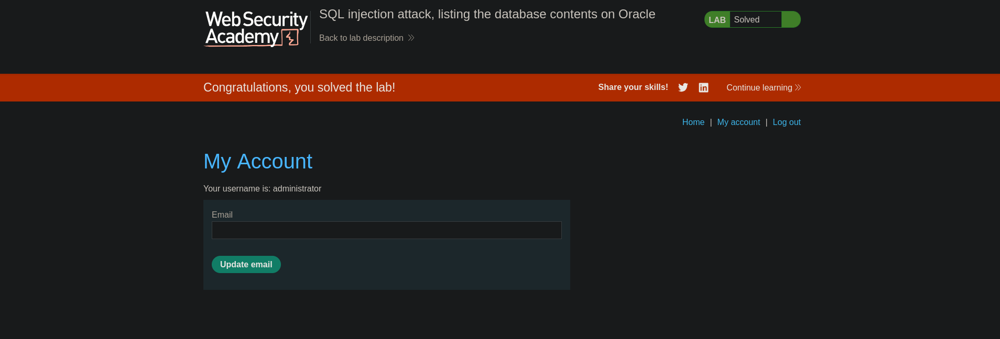 Web Security
Academy
SQL injection attack, listing the database contents on Oracle
Back to lab description
LAB Solved
Congratulations, you solved the lab!
Share your skills!
Continue learning
Home | My account | Log out
My Account
Your username is: administrator
Email
Update email